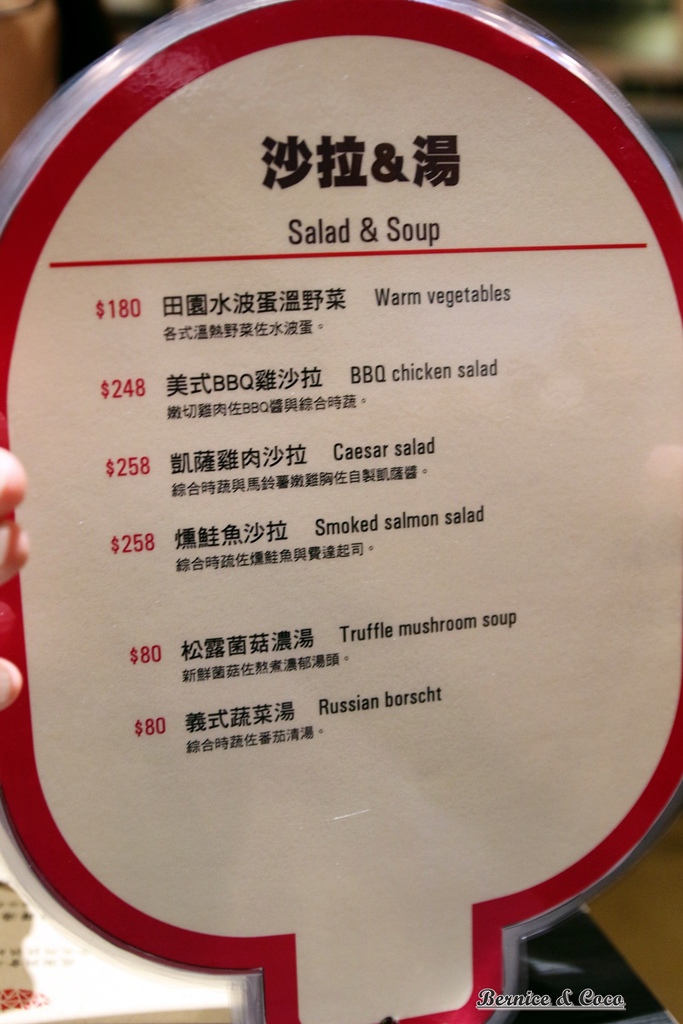 沙拉&湯
Salad & Soup
$180 田園水波蛋溫野菜 Warm vegetables
各式溫熱野菜佐水波蛋。
$248 美式BBQ雞沙拉 BBQ chicken salad
嫩切雞肉佐BBQ醬與綜合時蔬。
$258 凱薩雞肉沙拉 Caesar salad
綜合時蔬與馬鈴薯嫩雞胸佐自製凱薩醬。
$258 燻鮭魚沙拉 Smoked salmon salad
綜合時疏佐燻鮭魚與費達起司。
$80 松露菌菇濃湯 Truffle mushroom soup
新鮮菌菇佐熬煮濃郁湯頭。
$80 義式蔬菜湯 Russian borscht
綜合時蔬佐番茄清湯。
Bernice & Coco